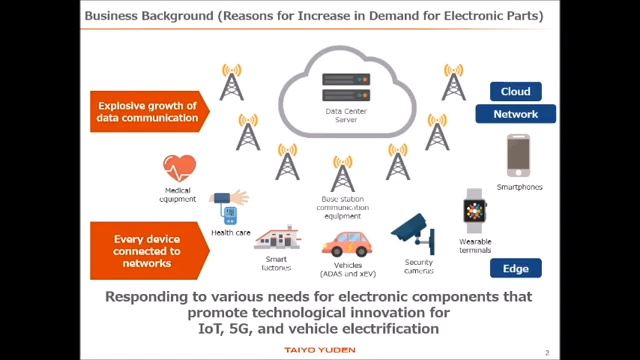 Business Background (Reasons for Increase in Demand for Electronic Parts)
Explosive growth of
data communication
Data Center
Server
Cloud
Network
Medical
equipment
Health care
Base station
communication
equipment
Smartphones
Every device
connected to
networks
Smart
factories
Vehicles
(ADAS and xEV)
Security
cameras
Wearable
terminals
Edge
Responding to various needs for electronic components that
promote technological innovation for
IoT, 5G, and vehicle electrification
TAIYO YUDEN
2